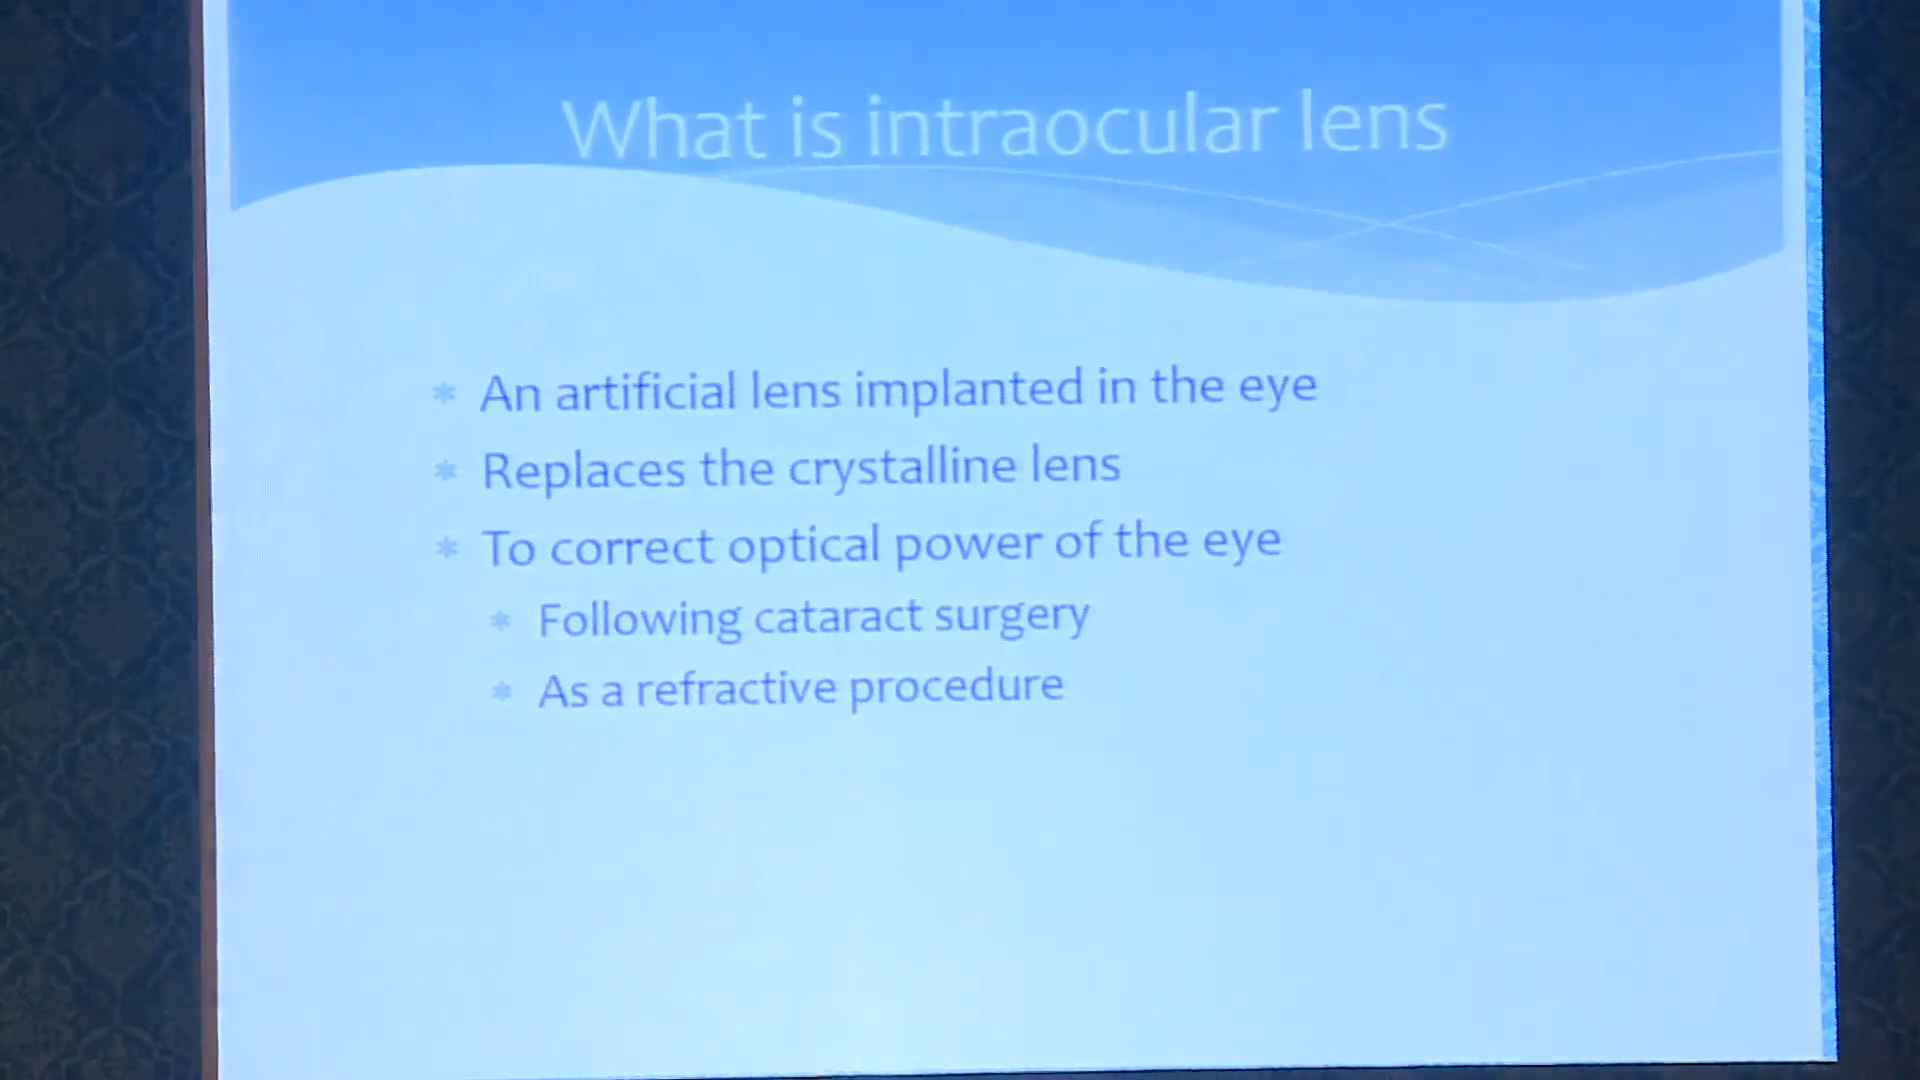 What is intraocular lens
* An artificial lens implanted in the eye
* Replaces the crystalline lens
* To correct optical power of the eye
* Following cataract surgery
* As a refractive procedure